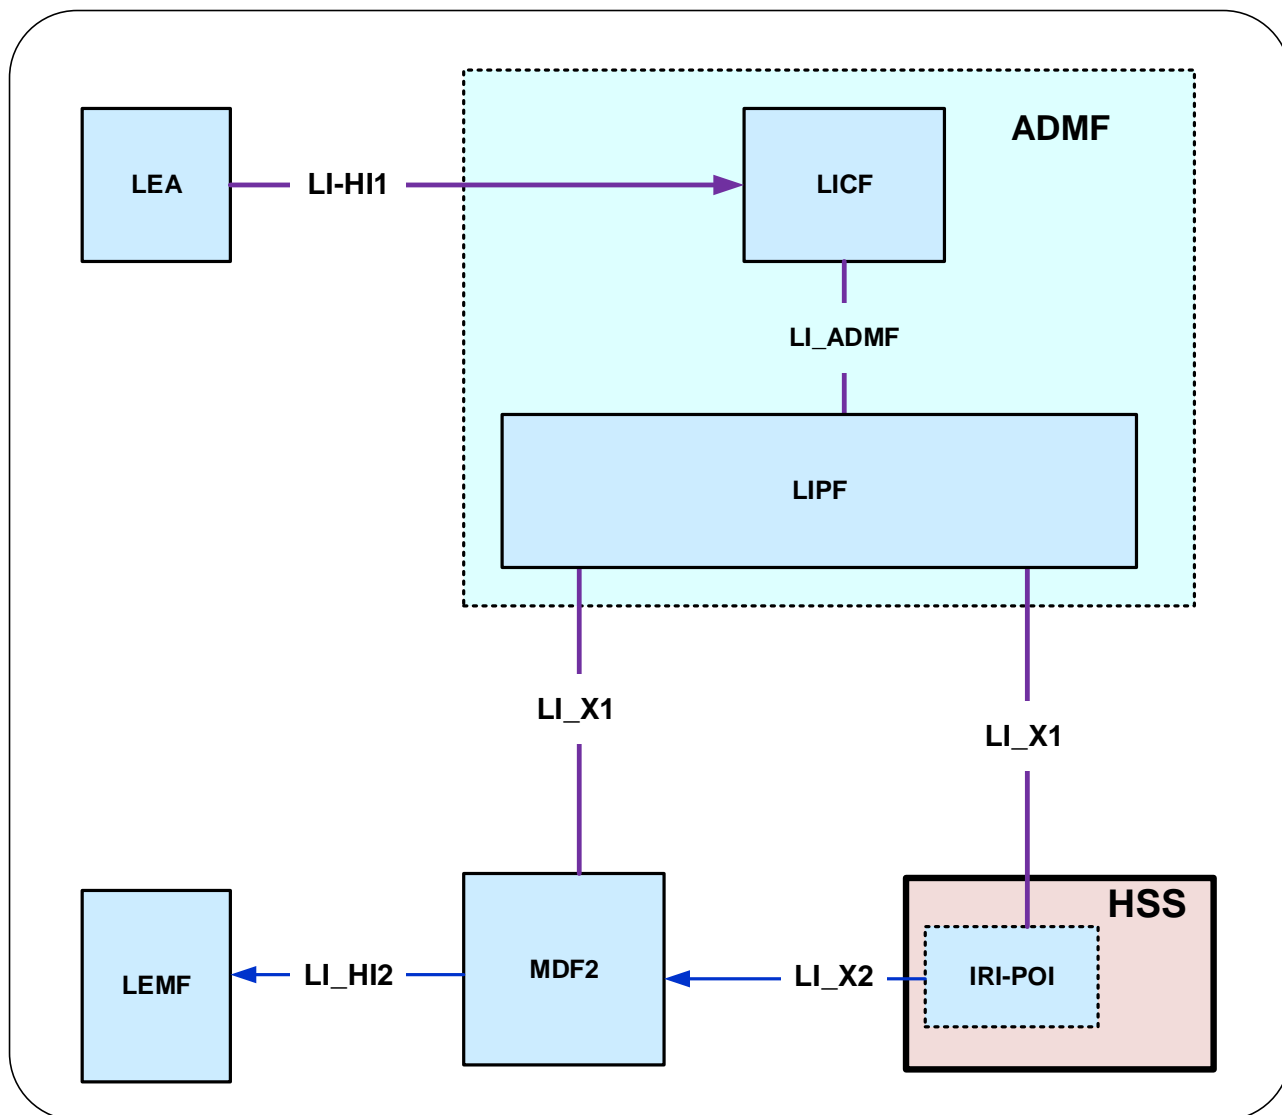 ADMF
LEA
LI-HI1
LICF
LI_ADMF
LIPF
LI_X1
LI_X1
HSS
LEMF
LI_HI2
MDF2
LI_X2
IRI-POI